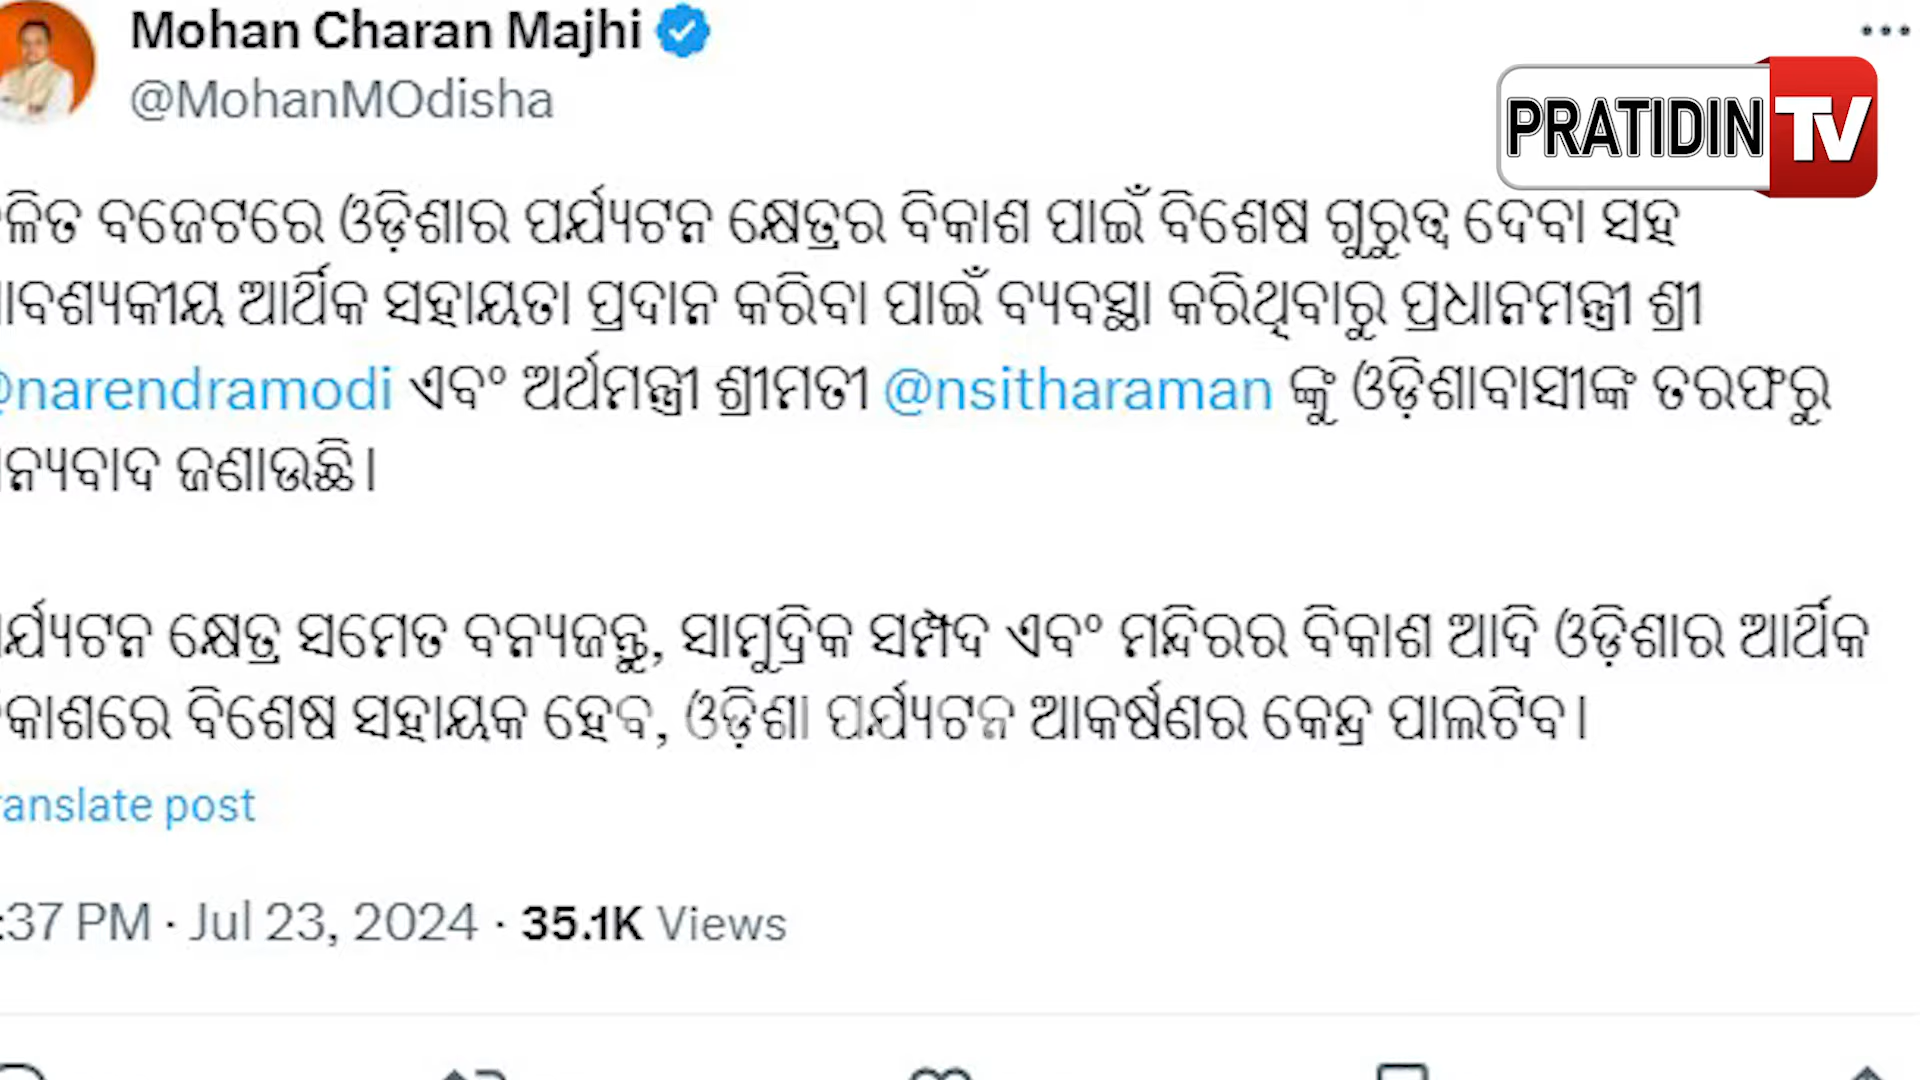 Mohan Charan Majhi
@MohanMOdisha
PRATIDIN TV
ଳିତ ବଜେଟରେ ଓଡ଼ିଶାର ପର୍ଯ୍ୟଟନ କ୍ଷେତ୍ରର ବିକାଶ ପାଇଁ ବିଶେଷ ଗୁରୁତ୍ୱ ଦେବା ସହ
ାବଶ୍ୟକୀୟ ଆର୍ଥିକ ସହାୟତା ପ୍ରଦାନ କରିବା ପାଇଁ ବ୍ୟବସ୍ଥା କରିଥିବାରୁ ପ୍ରଧାନମନ୍ତ୍ରୀ ଶ୍ରୀ
@narendramodi ଏବଂ ଅର୍ଥମନ୍ତ୍ରୀ ଶ୍ରୀମତୀ @nsitharaman ଙ୍କୁ ଓଡ଼ିଶାବାସୀଙ୍କ ତରଫରୁ
ନ୍ୟବାଦ ଜଣାଉଛି।
ର୍ଯ୍ୟଟନ କ୍ଷେତ୍ର ସମେତ ବନ୍ୟଜନ୍ତୁ, ସାମୁଦ୍ରିକ ସମ୍ପଦ ଏବଂ ମନ୍ଦିରର ବିକାଶ ଆଦି ଓଡ଼ିଶାର ଆର୍ଥିକ
କାଶରେ ବିଶେଷ ସହାୟକ ହେବ, ଓଡ଼ିଶା ପର୍ଯ୍ୟଟନ ଆକର୍ଷଣର କେନ୍ଦ୍ର ପାଲଟିବ।
ranslate post
:37 PM · Jul 23, 2024 · 35.1K Views